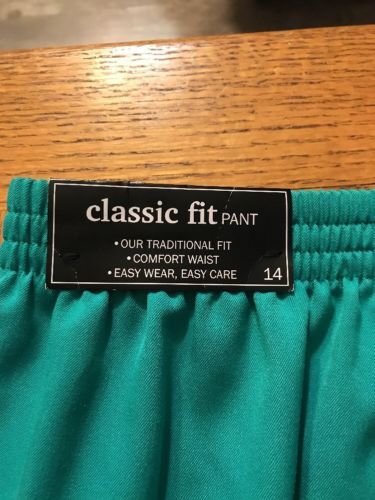 classic fit PANT
• OUR TRADITIONAL FIT
• COMFORT WAIST
• EASY WEAR, EASY CARE 14